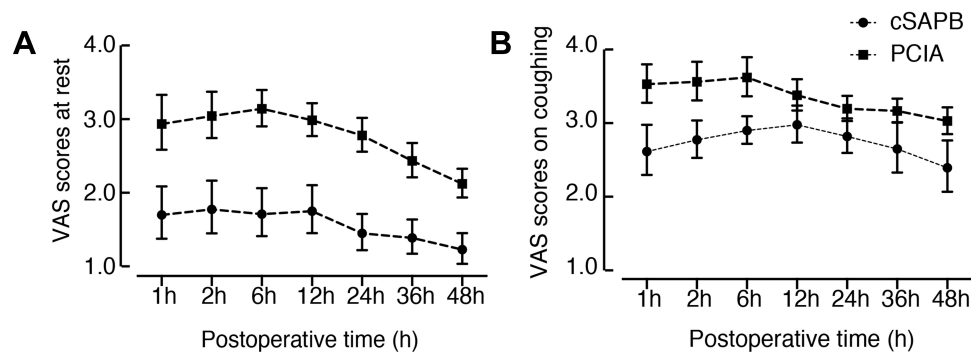 A
VAS scores at rest
4.0
3.0
2.0
1.0
1h 2h 6h 12h 24h 36h 48h
Postoperative time (h)
B
VAS scores on coughing
4.0
3.0
2.0
1.0
1h 2h 6h 12h 24h 36h 48h
Postoperative time (h)
cSAPB
PCIA